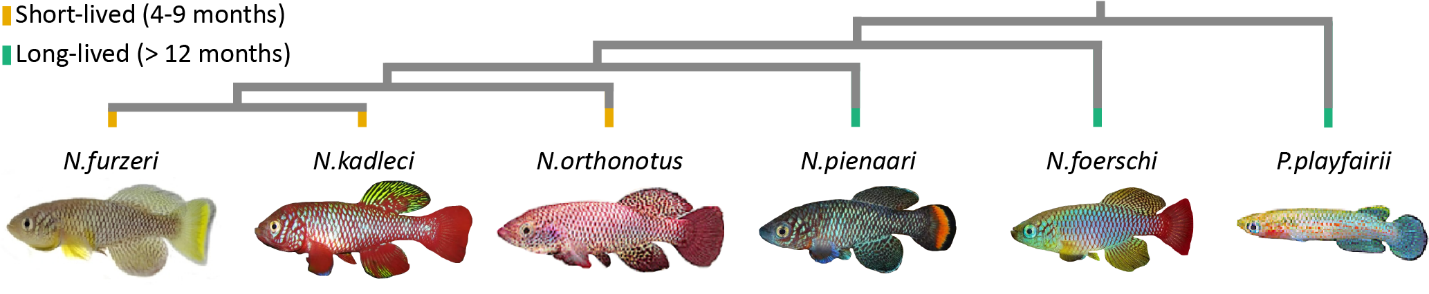 Short-lived (4-9 months)
Long-lived (> 12 months)
N.furzeri
N.kadleci
N.orthonotus
N.pienaari
N.foerschi
P.playfairii